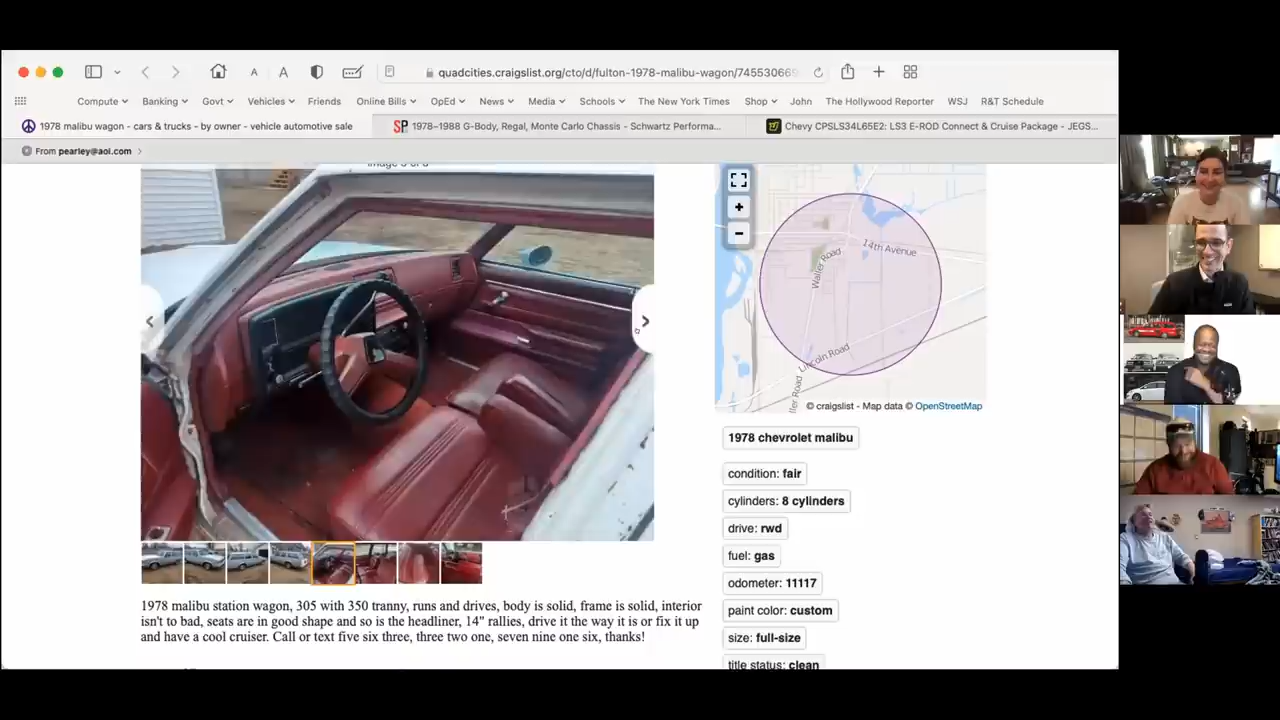 quadcities.craigslist.org/cto/d/fulton-1978-malibu-wagon/745530669
Compute Banking Govt Vehicles Friends Online Bills OpEd News Media Schools The New York Times Shop John The Hollywood Reporter WSJ R&T Schedule
1978 malibu wagon - cars & trucks - by owner - vehicle automotive sale
SP 1978–1988 G-Body, Regal, Monte Carlo Chassis - Schwartz Performa...
Chevy CPSLS34L65E2: LS3 E-ROD Connect & Cruise Package - JEGS...
From pearley@aol.com
+
−
14th Avenue
Waller Road
Lincoln Road
ller Road
© craigslist - Map data © OpenStreetMap
1978 chevrolet malibu
condition: fair
cylinders: 8 cylinders
drive: rwd
fuel: gas
odometer: 11117
paint color: custom
size: full-size
title status: clean
1978 malibu station wagon, 305 with 350 tranny, runs and drives, body is solid, frame is solid, interior
isn't to bad, seats are in good shape and so is the headliner, 14" rallies, drive it the way it is or fix it up
and have a cool cruiser. Call or text five six three, three two one, seven nine one six, thanks!